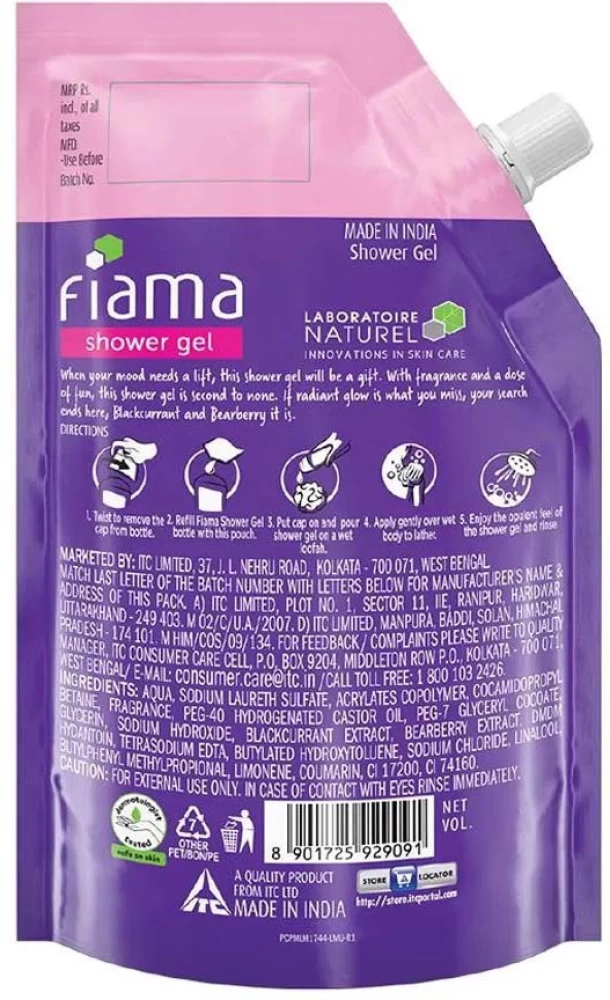 MRP Rs.
incl. of all
taxes
MFD
-Use Before
Batch No.
MADE IN INDIA
Shower Gel
fiama
shower gel
LABORATOIRE
NATUREL
INNOVATIONS IN SKIN CARE
When your mood needs a lift, this shower gel will be a gift. With fragrance and a dose
of fun, this shower gel is second to none. If radiant glow is what you miss, your search
ends here, Blackcurrant and Bearberry it is.
DIRECTIONS
1. Twist to remove the cap from bottle.
2. Refill Fiama Shower Gel bottle with this pouch.
3. Put cap on and pour shower gel on a wet loofah.
4. Apply gently over wet body to lather.
5. Enjoy the opulent feel of the shower gel and rinse
MARKETED BY: ITC LIMITED, 37, J. L. NEHRU ROAD, KOLKATA - 700 071, WEST BENGAL
MATCH LAST LETTER OF THE BATCH NUMBER WITH LETTERS BELOW FOR MANUFACTURER'S NAME &
ADDRESS OF THIS PACK. A) ITC LIMITED, PLOT NO. 1, SECTOR 11, IIE, RANIPUR, HARIDWAR,
UTTARAKHAND - 249 403. M 02/C/U.A./2007. D) ITC LIMITED, MANPURA, BADDI, SOLAN, HIMACHAL
PRADESH - 174 101. M HIM/COS/09/134. FOR FEEDBACK / COMPLAINTS PLEASE WRITE TO QUALITY
MANAGER, ITC CONSUMER CARE CELL, P.O. BOX 9204, MIDDLETON ROW P.O., KOLKATA - 700 071,
WEST BENGAL/ E-MAIL: consumer.care@itc.in /CALL TOLL FREE: 1 800 103 2426
INGREDIENTS: AQUA, SODIUM LAURETH SULFATE, ACRYLATES COPOLYMER, COCAMIDOPROPYL
BETAINE, FRAGRANCE, PEG-40 HYDROGENATED CASTOR OIL, PEG-7 GLYCERYL COCOATE,
GLYCERIN, SODIUM HYDROXIDE, BLACKCURRANT EXTRACT, BEARBERRY EXTRACT, DMDM
HYDANTOIN, TETRASODIUM EDTA, BUTYLATED HYDROXYTOLUENE, SODIUM CHLORIDE, LINALOOL,
BUTYLPHENYL METHYLPROPIONAL, LIMONENE, COUMARIN, CI 17200, CI 74160.
CAUTION: FOR EXTERNAL USE ONLY. IN CASE OF CONTACT WITH EYES RINSE IMMEDIATELY.
dermatologist
tested
safe on skin
7
OTHER
PET/BON/PE
8 901725 929091
NET
VOL.
ITC
A QUALITY PRODUCT
FROM ITC LTD
MADE IN INDIA
STORE LOCATOR
http://store.itcportal.com
PCPMUM1744-LMU-R1